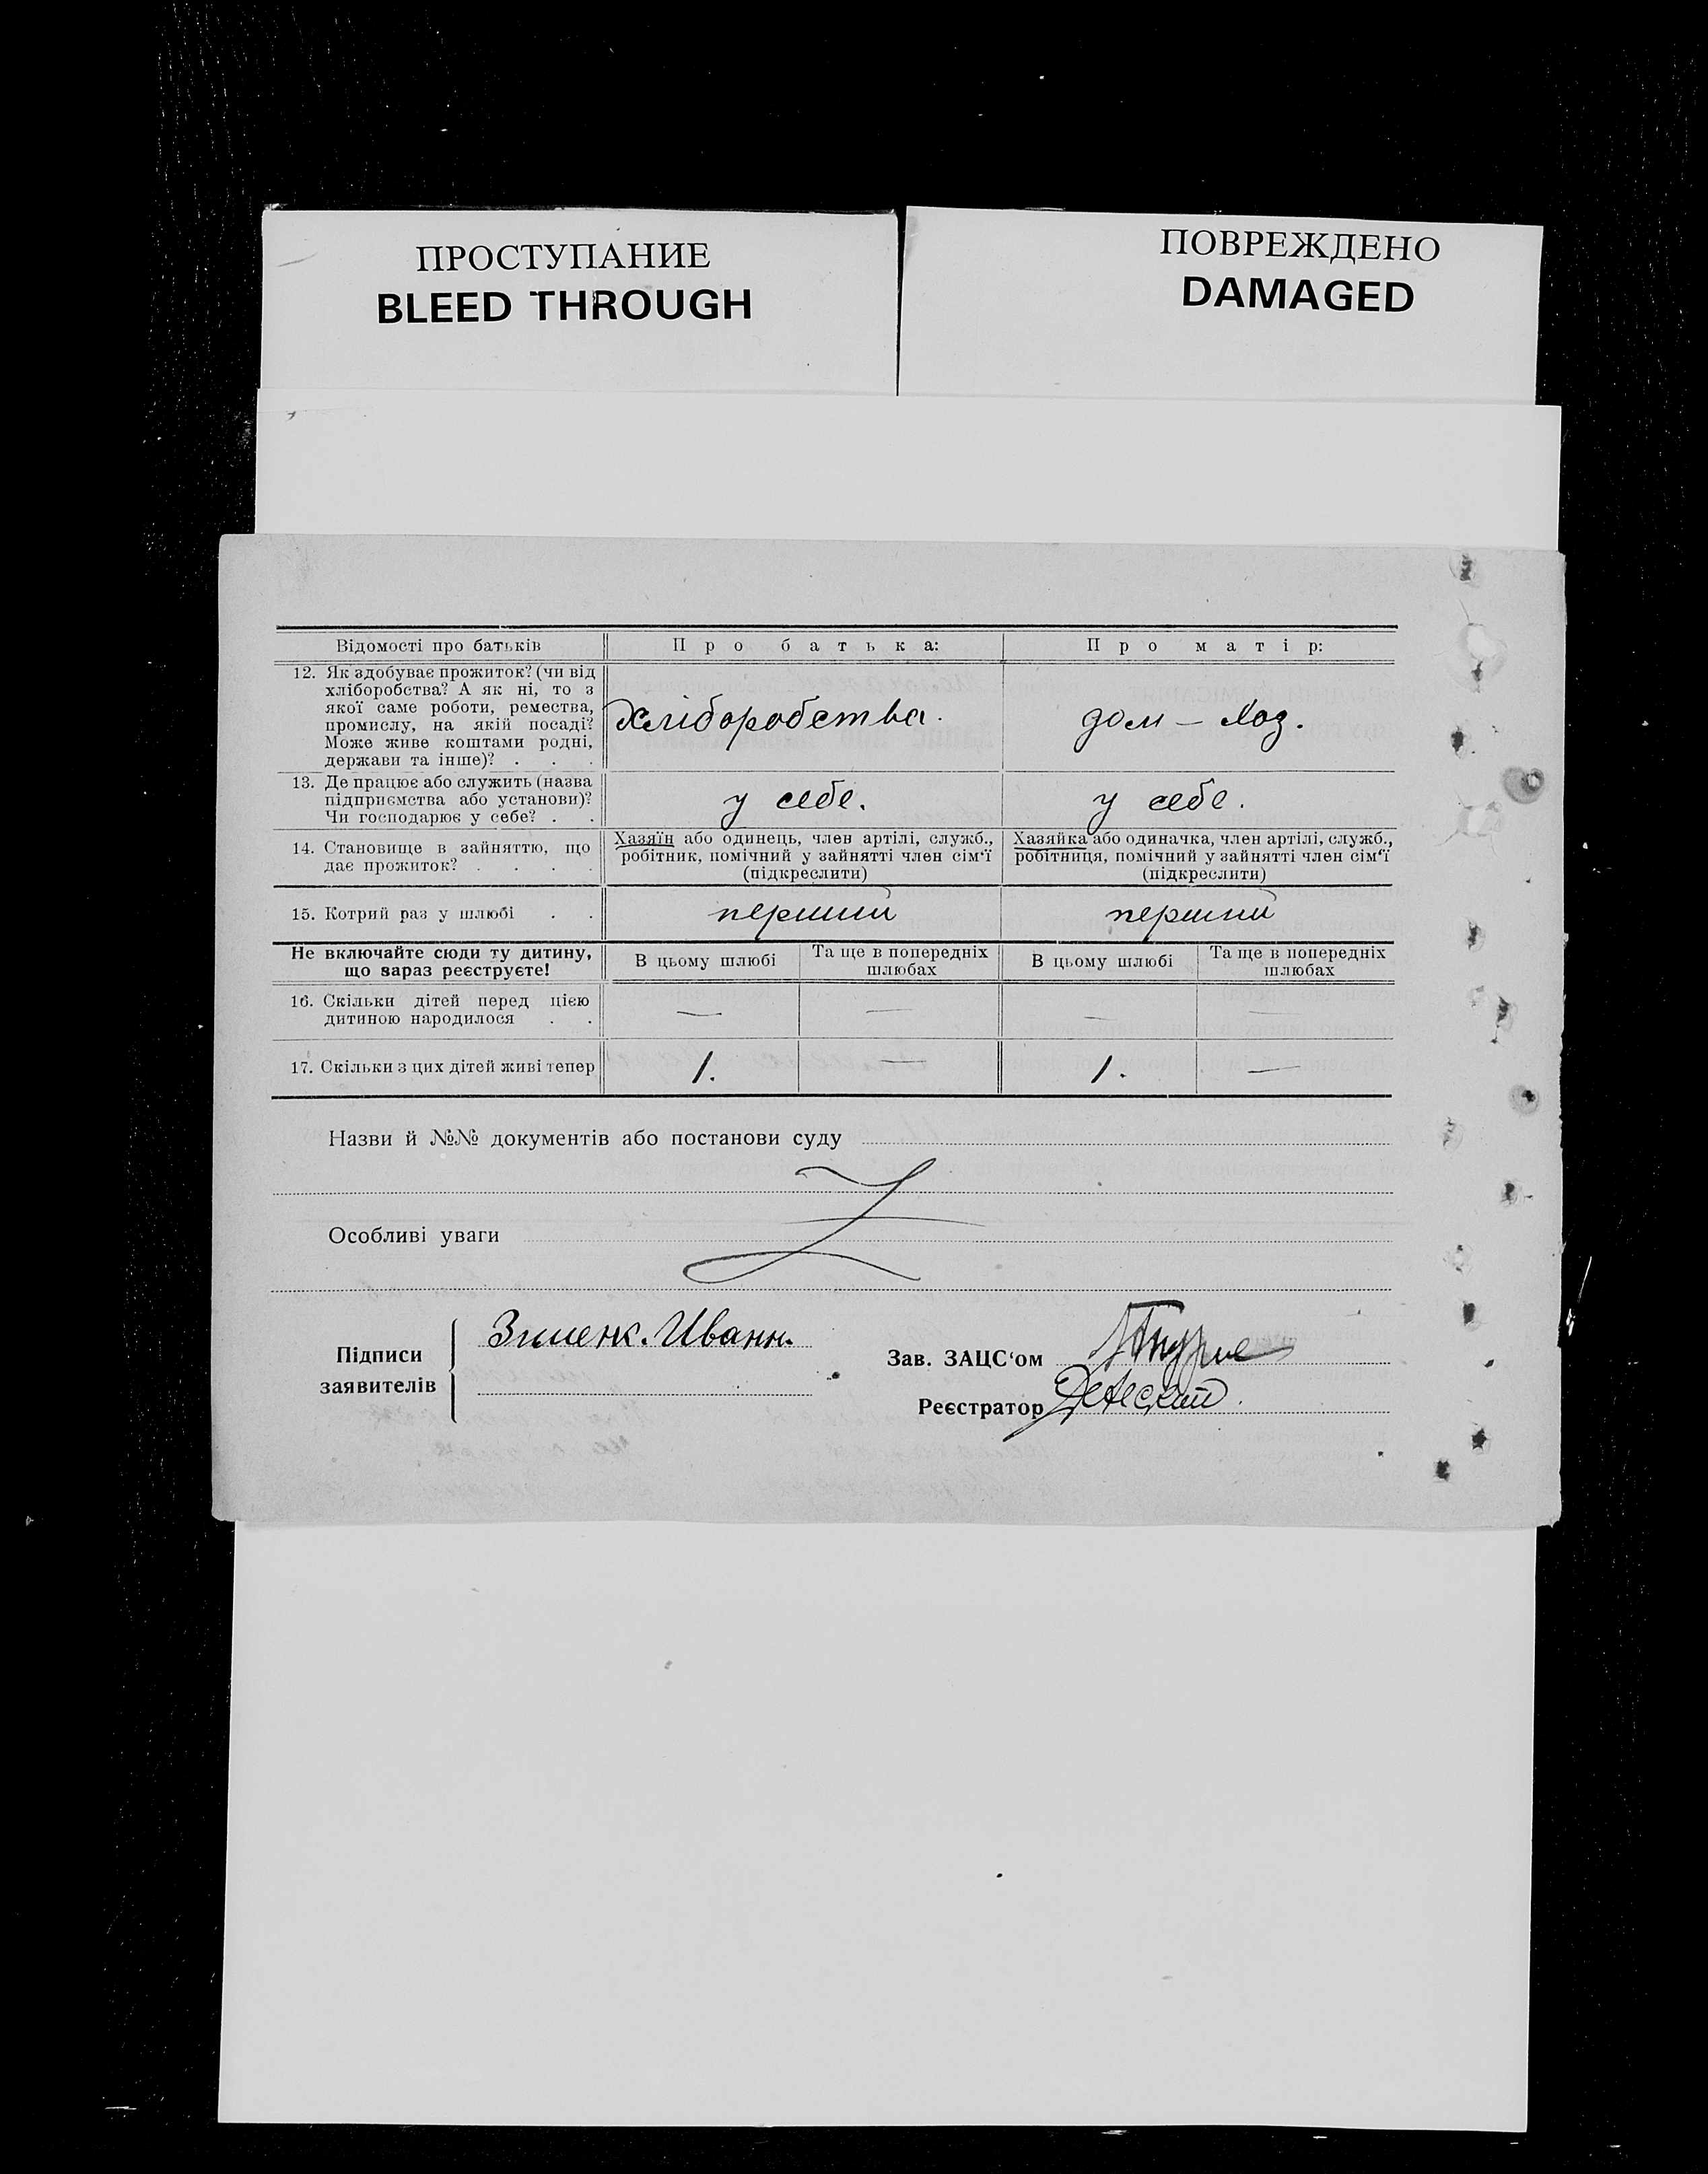 ПРОСТУПАНИЕ
BLEED THROUGH
ПОВРЕЖДЕНО
DAMAGED
Відомості про батьків
Про батька:
Про матір:
12. Як здобуває прожиток? (чи від
хліборобства? А як ні, то з
якої саме роботи, ремества,
промислу, на якій посаді?
Може живе коштами родні,
держави та інше)? . . .
хліборобства.
дом – хоз.
13. Де працює або служить (назва
підприємства або установи)?
Чи господарює у себе? . .
у себе.
у себе.
14. Становище в зайняттю, що
дає прожиток? . . . .
Хазяїн або одинець, член артілі, служб.,
робітник, помічний у зайнятті член сім'ї
(підкреслити)
Хазяйка або одиначка, член артілі, служб.,
робітниця, помічний у зайнятті член сім'ї
(підкреслити)
15. Котрий раз у шлюбі . .
перший
перший
Не включайте сюди ту дитину,
що зараз реєструєте!
В цьому шлюбі
Та ще в попередніх
шлюбах
В цьому шлюбі
Та ще в попередніх
шлюбах
16. Скільки дітей перед цією
дитиною народилося . .
— — — —
17. Скільки з цих дітей живі тепер
1. — 1. —
Назви й №№ документів або постанови суду
Особливі уваги
Підписи
заявителів
Иванн.
Зав. ЗАЦС'ом
Реєстратор